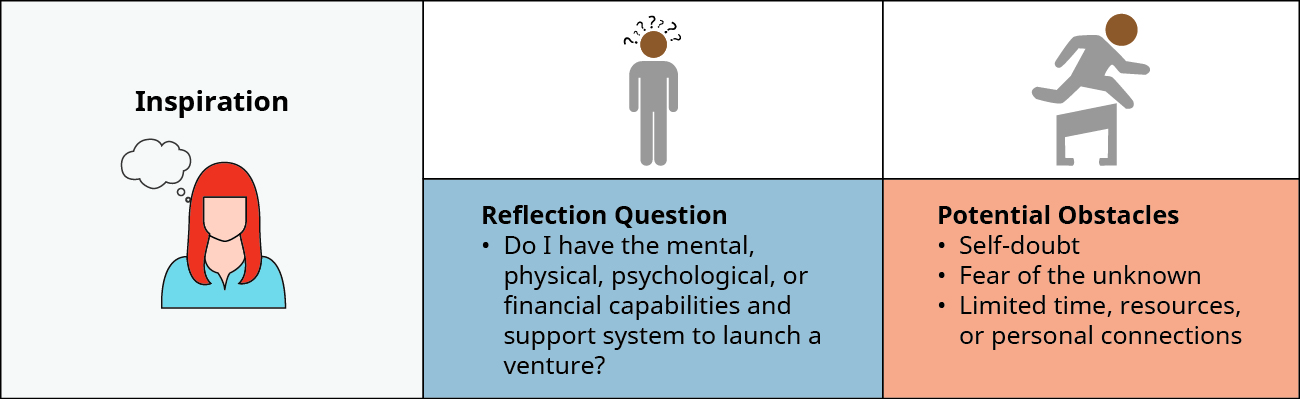 Inspiration
? ? ? ? ? ? ?
Reflection Question
• Do I have the mental,
physical, psychological, or
financial capabilities and
support system to launch a
venture?
Potential Obstacles
• Self-doubt
• Fear of the unknown
• Limited time, resources,
or personal connections